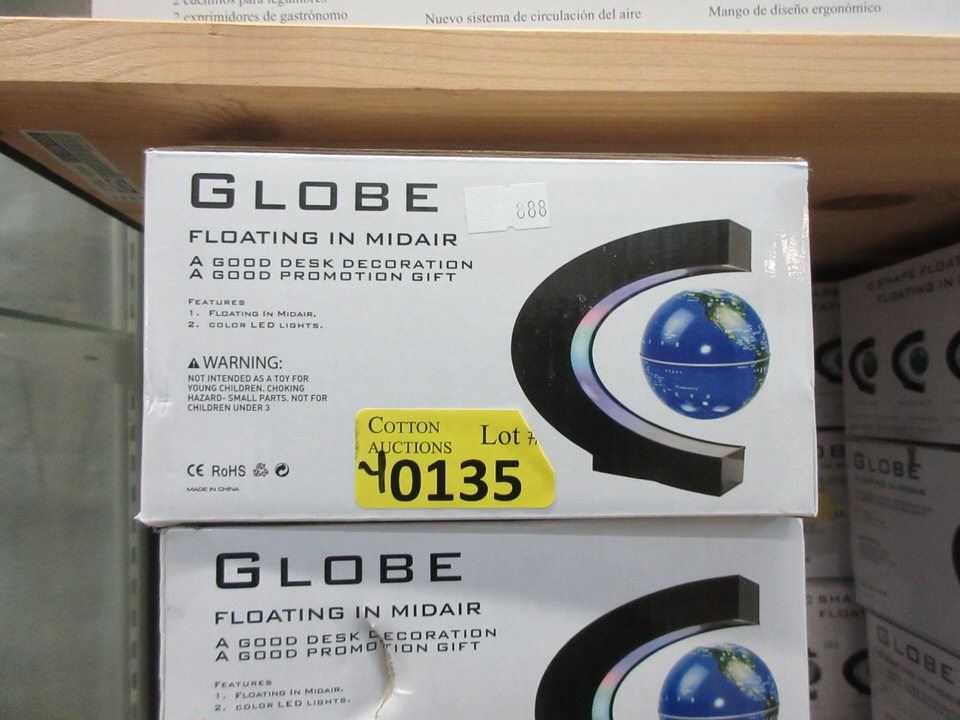 2 exprimidores de gastrónomo
Nuevo sistema de circulación del aire
Mango de diseño ergonómico
GLOBE
888
FLOATING IN MIDAIR
A GOOD DESK DECORATION
A GOOD PROMOTION GIFT
FEATURES
1. FLOATING IN MIDAIR.
2. COLOR LED LIGHTS.
WARNING:
NOT INTENDED AS A TOY FOR
YOUNG CHILDREN. CHOKING
HAZARD- SMALL PARTS. NOT FOR
CHILDREN UNDER 3
CE RoHS
MADE IN CHINA
COTTON
AUCTIONS
Lot #
40135
GLOBE
FLOATING IN MIDAIR
A GOOD DESK DECORATION
A GOOD PROMOTION GIFT
FEATURES
1. FLOATING IN MIDAIR.
2. COLOR LED LIGHTS.
C SHAPE FLOAT
FLOATING IN
GLOBE
GLOBE